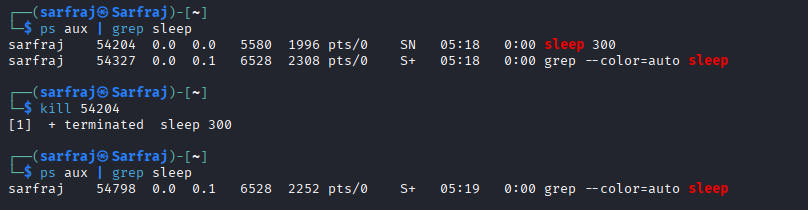 ┌──(sarfraj㉿Sarfraj)-[~]
└─$ ps aux | grep sleep
sarfraj    54204  0.0  0.0   5580  1996 pts/0    SN   05:18   0:00 sleep 300
sarfraj    54327  0.0  0.1   6528  2308 pts/0    S+   05:18   0:00 grep --color=auto sleep
┌──(sarfraj㉿Sarfraj)-[~]
└─$ kill 54204
[1]  + terminated  sleep 300
┌──(sarfraj㉿Sarfraj)-[~]
└─$ ps aux | grep sleep
sarfraj    54798  0.0  0.1   6528  2252 pts/0    S+   05:19   0:00 grep --color=auto sleep